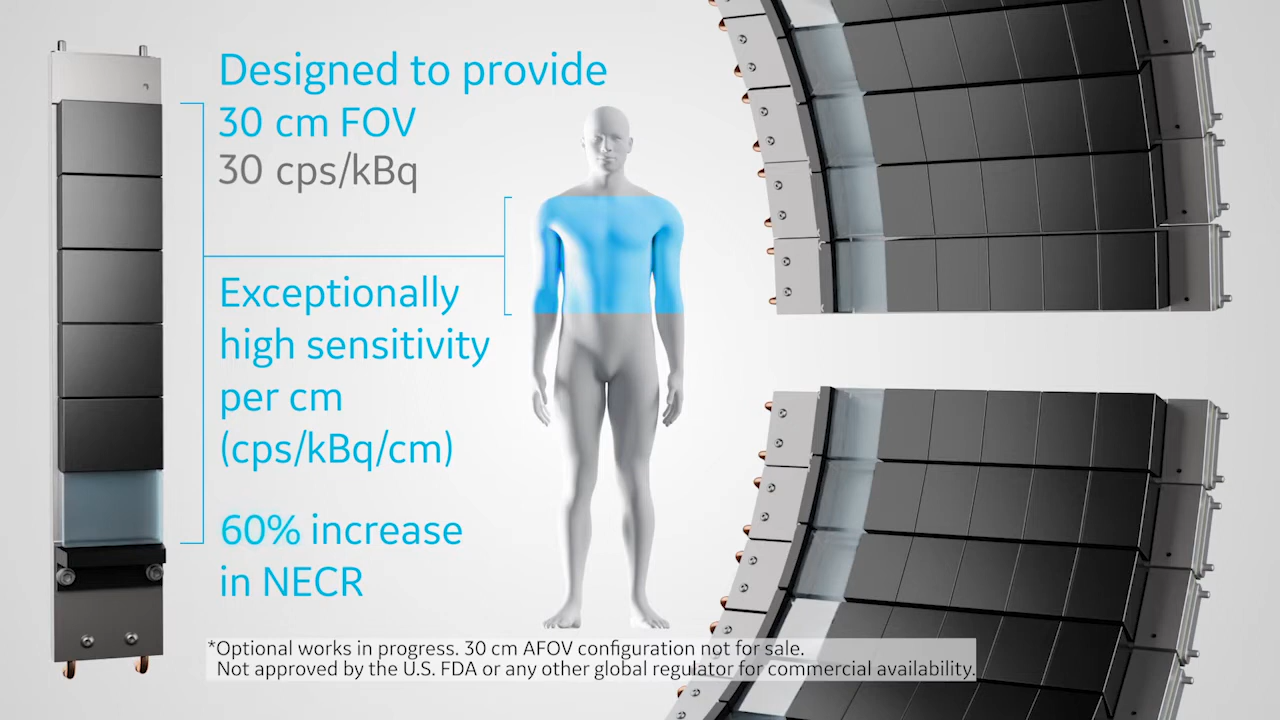 Designed to provide
30 cm FOV
30 cps/kBq
Exceptionally
high sensitivity
per cm
(cps/kBq/cm)
60% increase
in NECR
*Optional works in progress. 30 cm AFOV configuration not for sale.
Not approved by the U.S. FDA or any other global regulator for commercial availability.